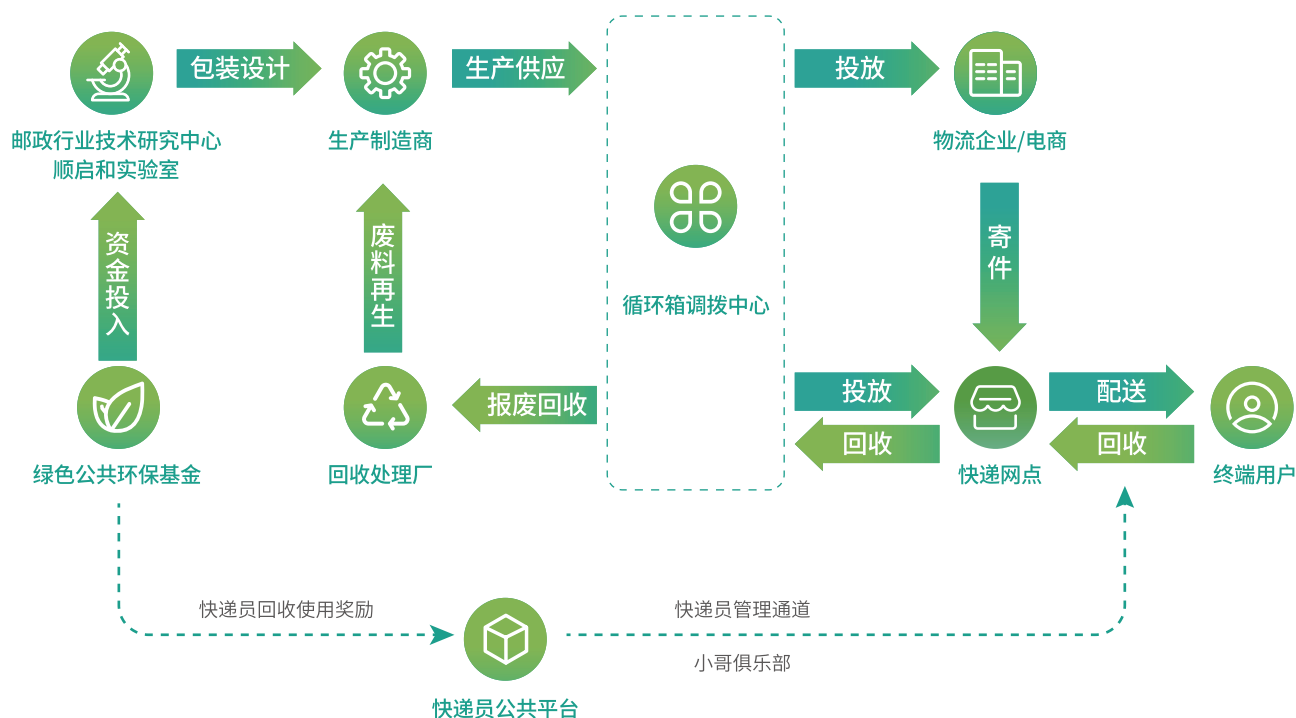 包装设计
生产供应
投放
邮政行业技术研究中心
顺启和实验室
生产制造商
物流企业/电商
资金投入
废料再生
寄件
循环箱调拨中心
报废回收
投放
回收
配送
回收
绿色公共环保基金
回收处理厂
快递网点
终端用户
快递员回收使用奖励
快递员管理通道
小哥俱乐部
快递员公共平台